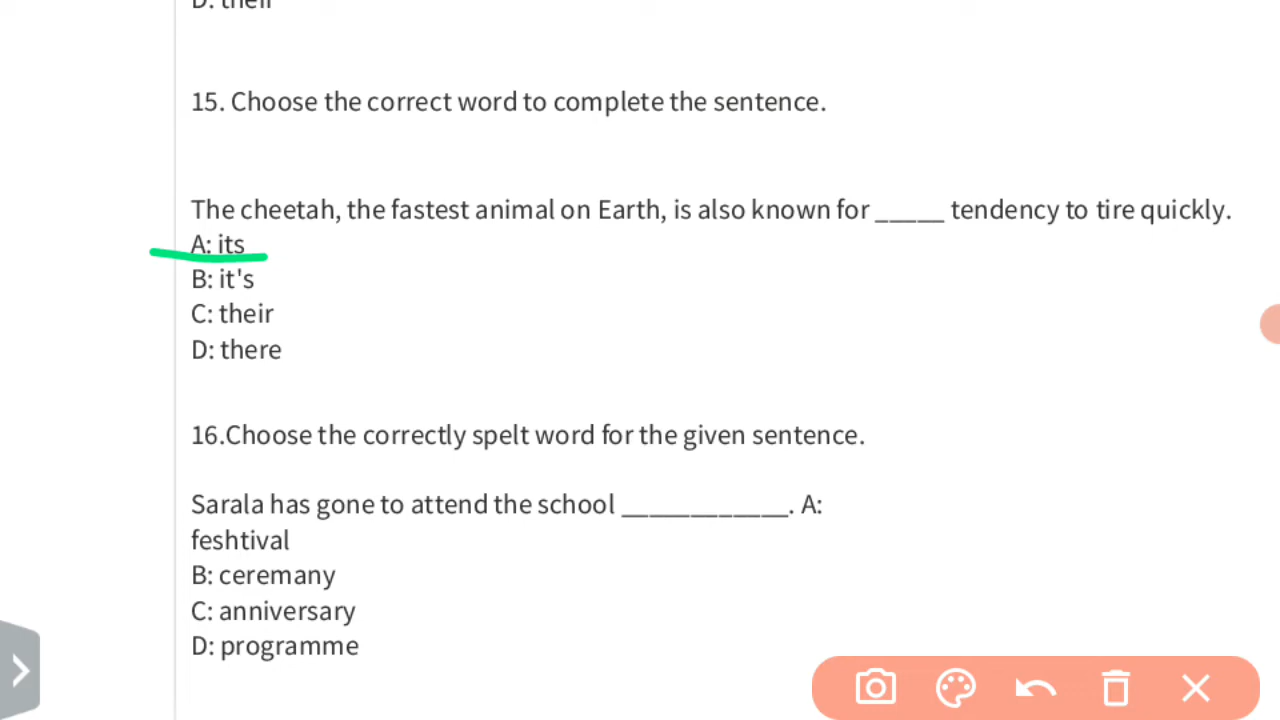 D: their
15. Choose the correct word to complete the sentence.
The cheetah, the fastest animal on Earth, is also known for _____ tendency to tire quickly.
A: its
B: it's
C: their
D: there
16.Choose the correctly spelt word for the given sentence.
Sarala has gone to attend the school ____________. A:
feshtival
B: ceremany
C: anniversary
D: programme